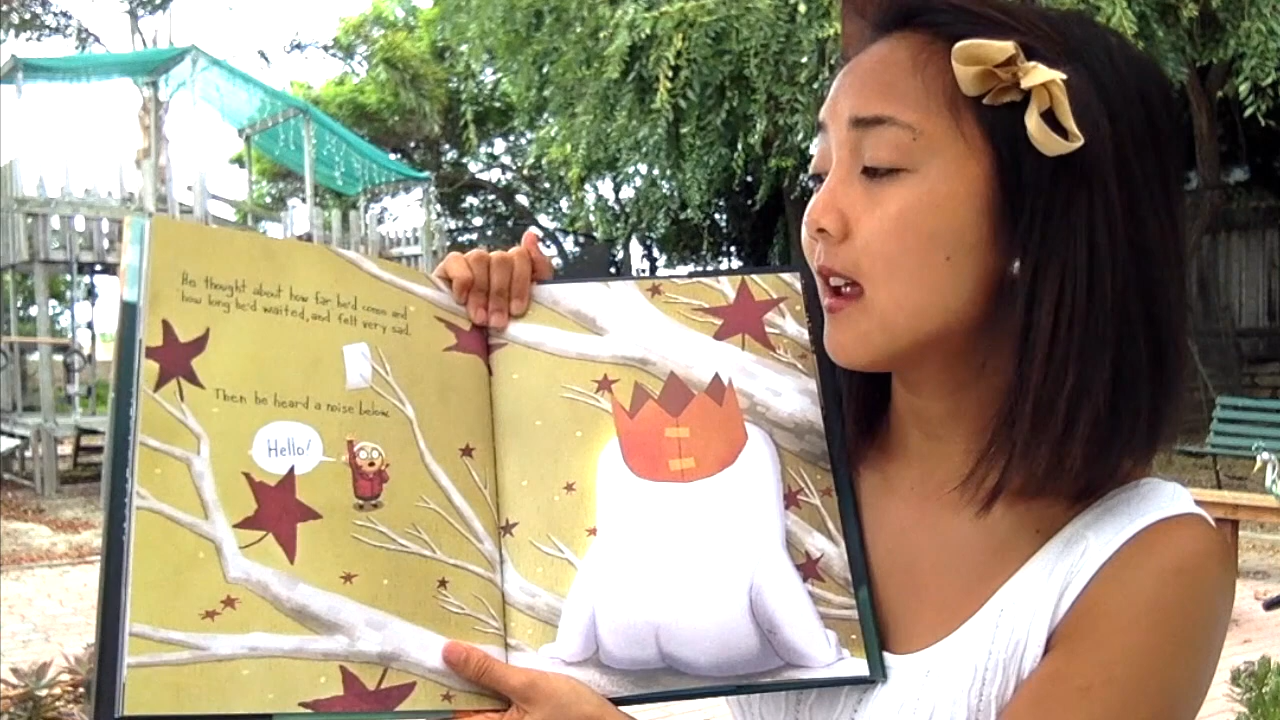 He thought about how far he'd come and
how long he'd waited, and felt very sad.
Then he heard a noise below.
Hello!